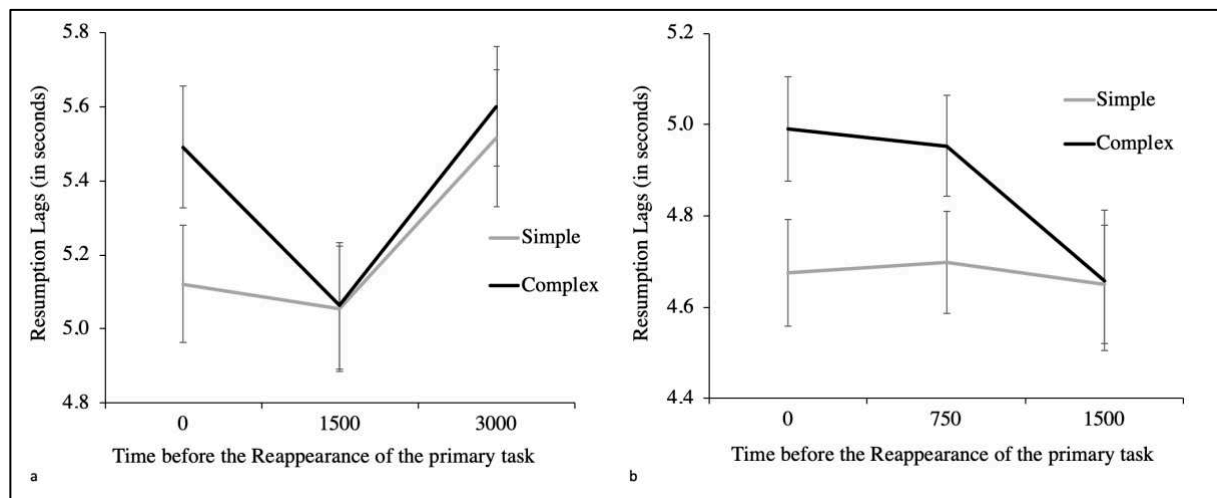 5.8
5.6
5.4
5.2
5.0
4.8
Resumption Lags (in seconds)
Simple
Complex
0 1500 3000
Time before the Reappearance of the primary task
a
5.2
5.0
4.8
4.6
4.4
Resumption Lags (in seconds)
Simple
Complex
0 750 1500
Time before the Reappearance of the primary task
b